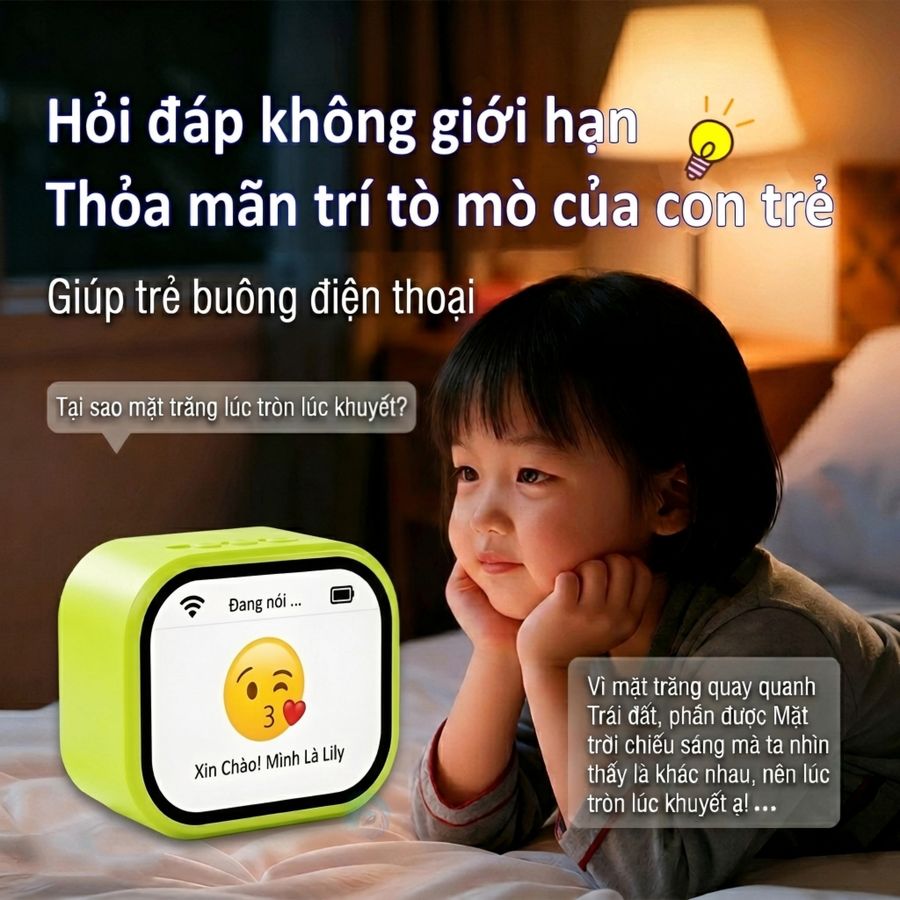 Hỏi đáp không giới hạn
Thỏa mãn trí tò mò của con trẻ
Giúp trẻ buông điện thoại
Tại sao mặt trăng lúc tròn lúc khuyết?
Đang nói ...
Xin Chào! Mình Là Lily
Vì mặt trăng quay quanh
Trái đất, phấn được Mặt
trời chiếu sáng mà ta nhìn
thấy là khác nhau, nên lúc
tròn lúc khuyết ạ! ...